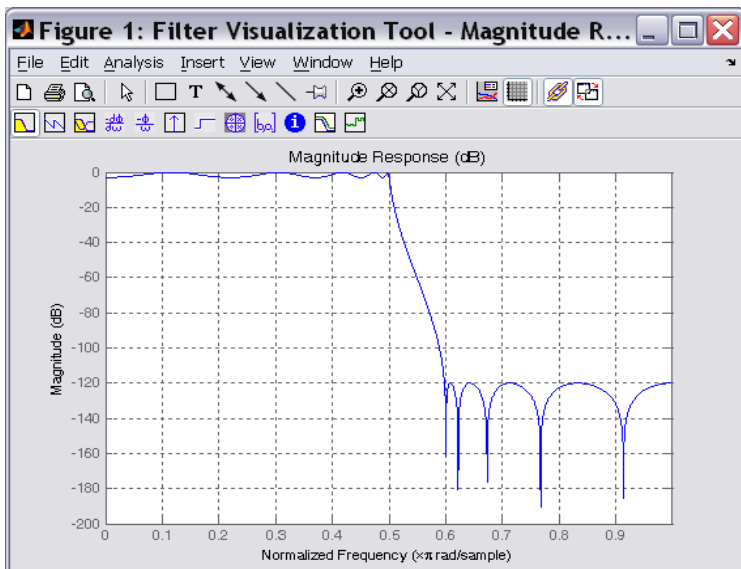 Figure 1: Filter Visualization Tool - Magnitude R...
File Edit Analysis Insert View Window Help
T
[b,a] i
Magnitude Response (dB)
0
-20
-40
-60
-80
-100
-120
-140
-160
-180
-200
Magnitude (dB)
0 0.1 0.2 0.3 0.4 0.5 0.6 0.7 0.8 0.9
Normalized Frequency (×π rad/sample)